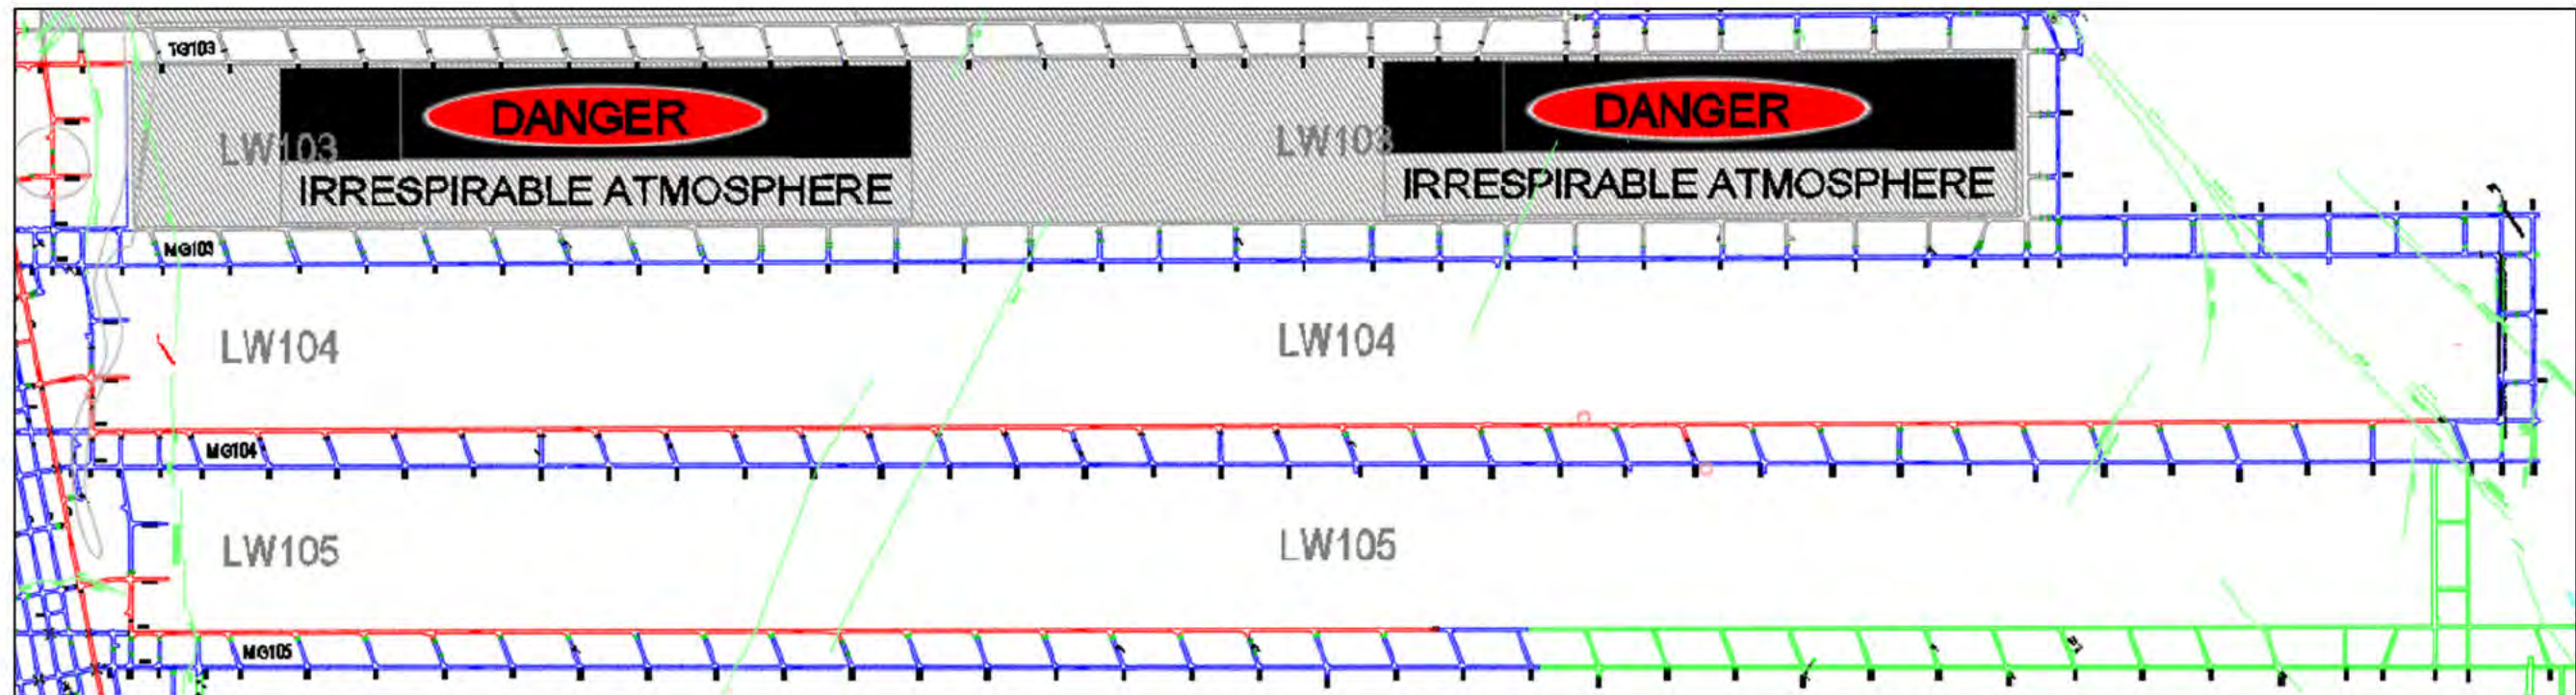 TG103
DANGER
DANGER
LW103
LW103
IRRESPIRABLE ATMOSPHERE
IRRESPIRABLE ATMOSPHERE
MG103
LW104
LW104
MG104
LW105
LW105
MG105